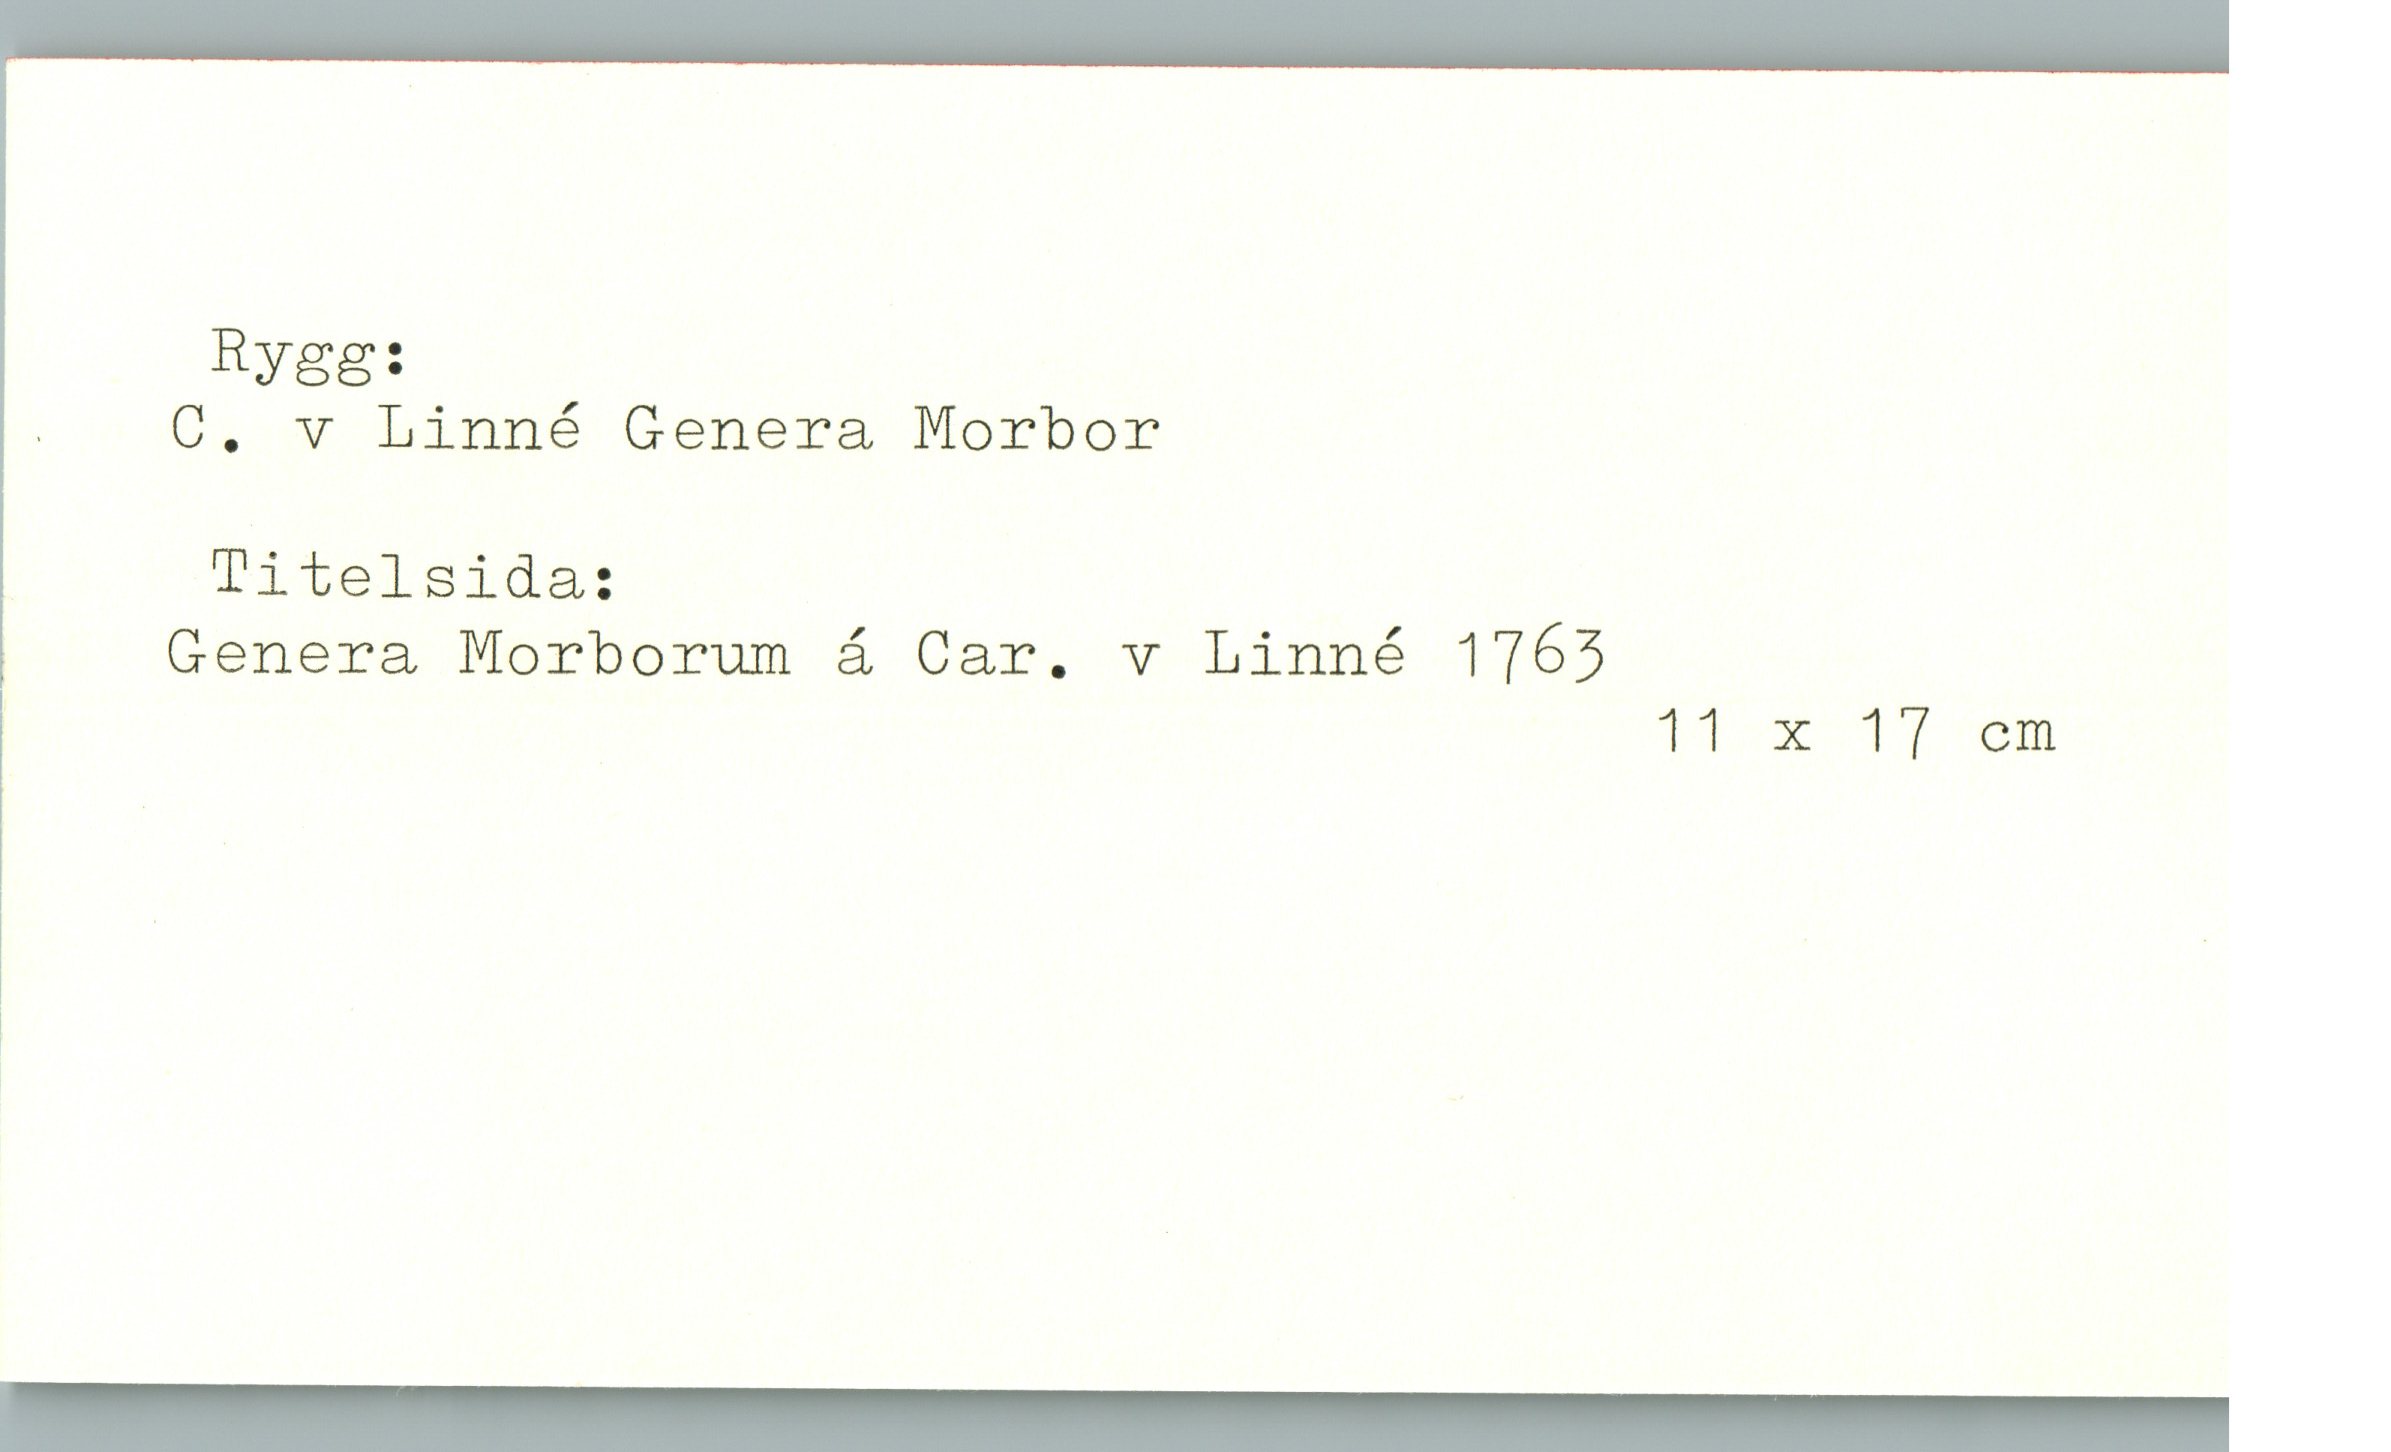 Rygg:
C. v Linné Genera Morbor
Titelsida:
Genera Morborum á Car. v Linné 1763
11 x 17 cm